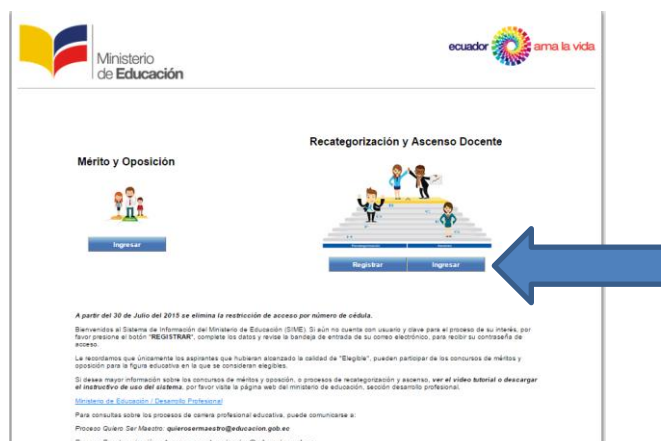 Ministerio
de Educación
ecuador ama la vida
Recategorización y Ascenso Docente
Mérito y Oposición
Ingresar
Recategorización Ascenso
Registrar Ingresar
A partir del 30 de Julio del 2015 se elimina la restricción de acceso por número de cédula.
Bienvenidos al Sistema de Información del Ministerio de Educación (SIME). Si aún no cuenta con usuario y clave para el proceso de su interés, por
favor presione el botón "REGISTRAR", complete los datos y revise la bandeja de entrada de su correo electrónico, para recibir su contraseña de
acceso.
Le recordamos que únicamente los aspirantes que hubieran alcanzado la calidad de "Elegible", pueden participar de los concursos de méritos y
oposición para la figura educativa en la que se consideran elegibles.
Si desea mayor información sobre los concursos de méritos y oposición, o procesos de recategorización y ascenso, ver el video tutorial o descargar
el instructivo de uso del sistema, por favor visite la página web del ministerio de educación, sección desarrollo profesional.
Ministerio de Educación / Desarrollo Profesional
Para consultas sobre los procesos de carrera profesional educativa, puede comunicarse a:
Proceso Quiero Ser Maestro: quierosermaestro@educacion.gob.ec